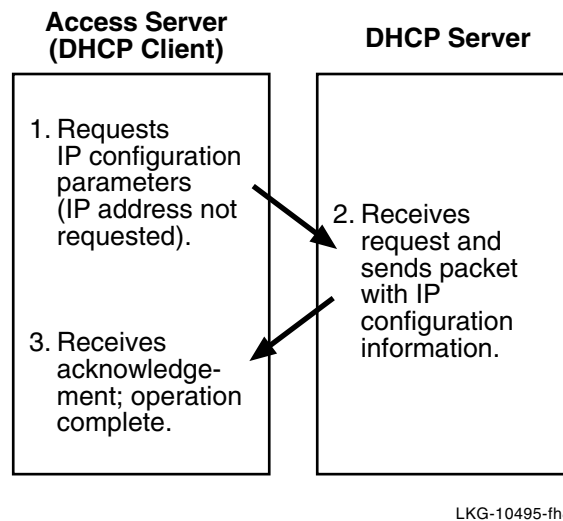 Access Server
(DHCP Client)
DHCP Server
1. Requests
IP configuration
parameters
(IP address not
requested).
2. Receives
request and
sends packet
with IP
configuration
information.
3. Receives
acknowledge-
ment; operation
complete.
LKG-10495-fh